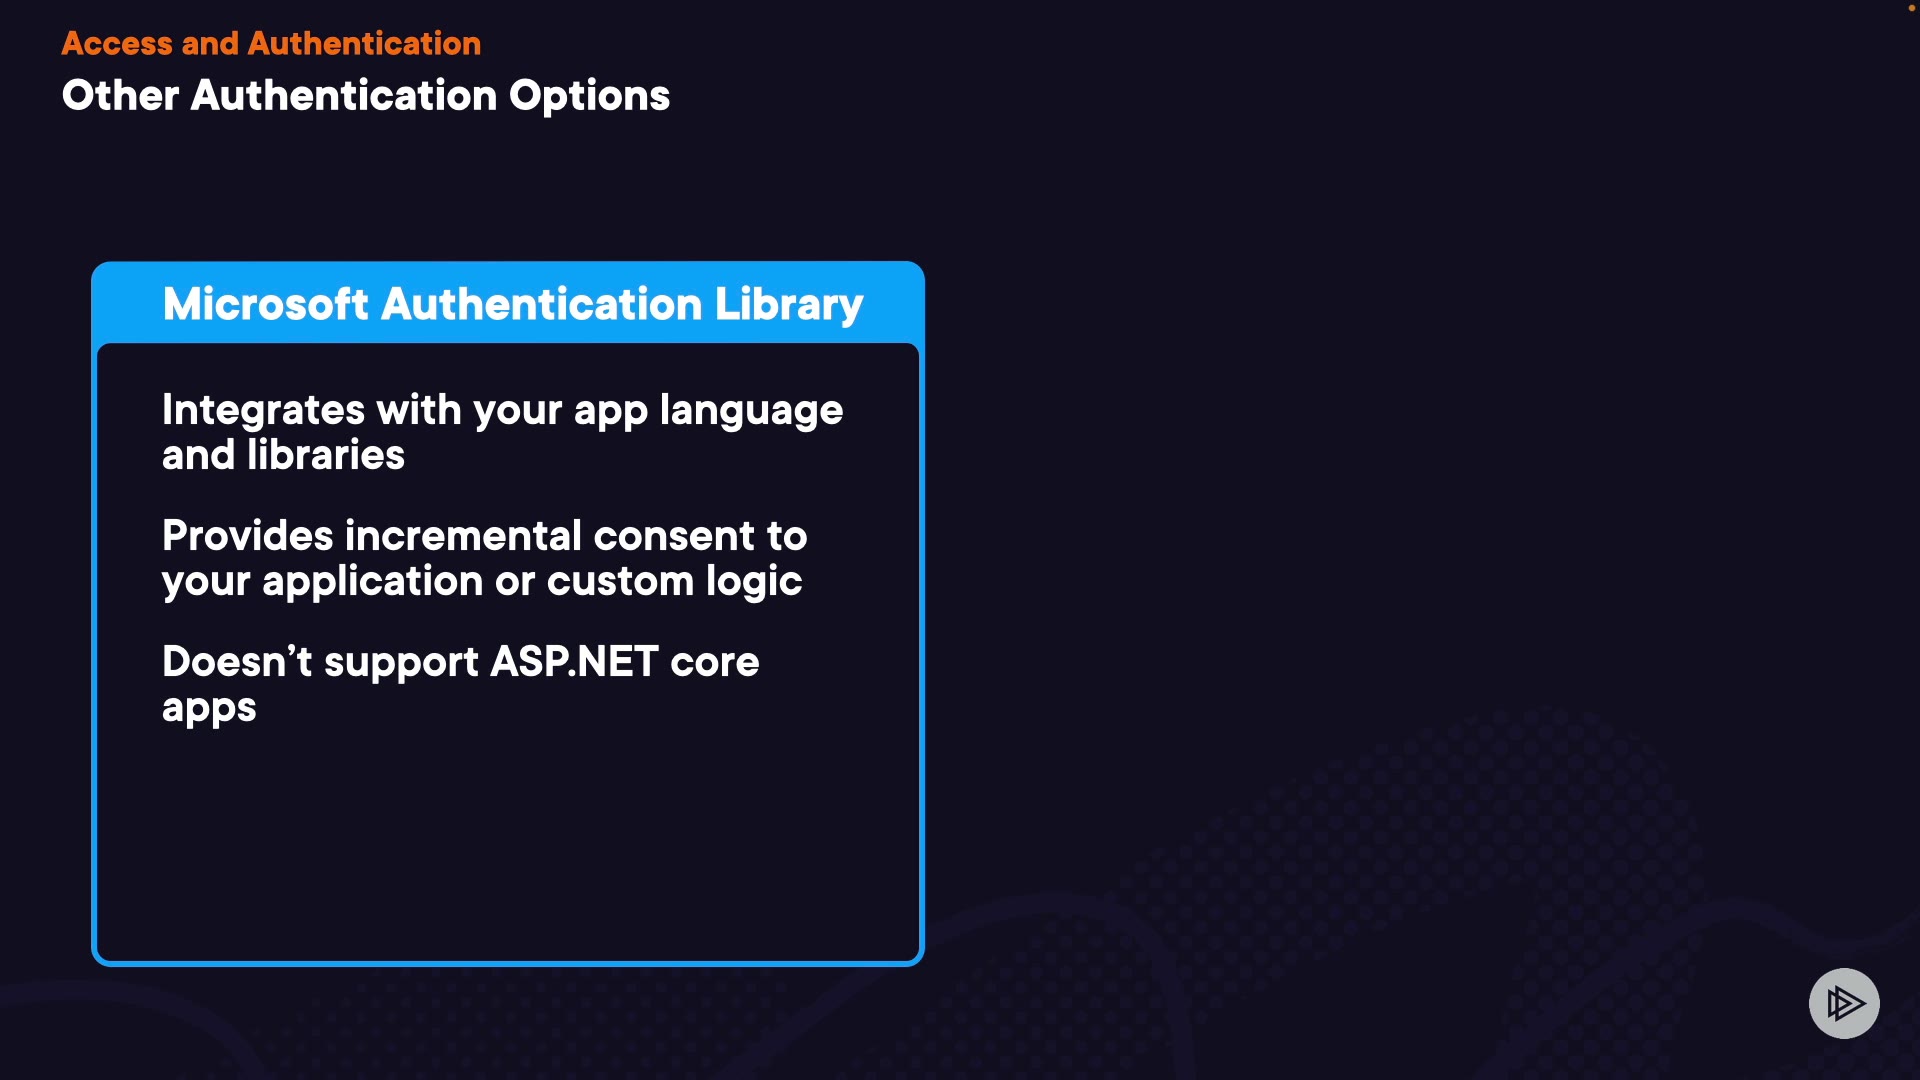 Access and Authentication
Other Authentication Options
Microsoft Authentication Library
Integrates with your app language
and libraries
Provides incremental consent to
your application or custom logic
Doesn’t support ASP.NET core
apps